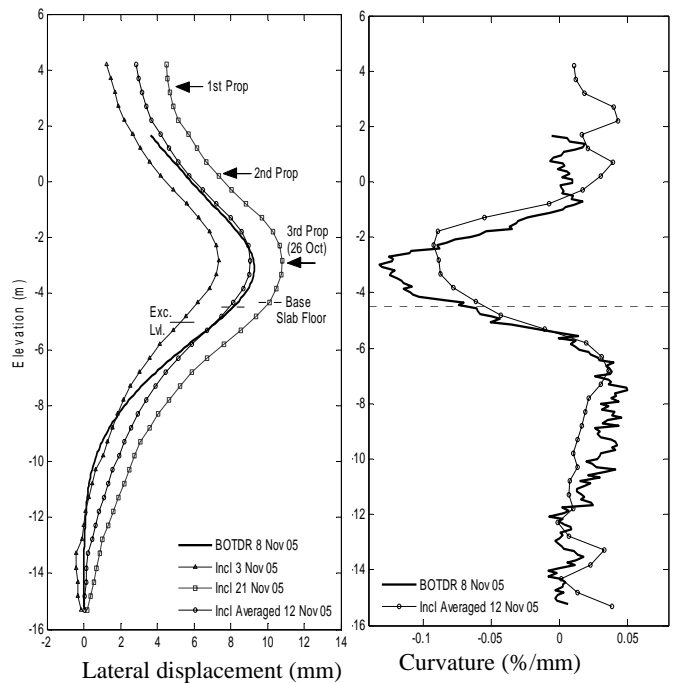 6
4
2
0
-2
-4
-6
-8
-10
-12
-14
-16
Elevation (m)
1st Prop
2nd Prop
3rd Prop
(26 Oct)
Exc.
Lvl.
Base
Slab Floor
BOTDR 8 Nov 05
Incl 3 Nov 05
Incl 21 Nov 05
Incl Averaged 12 Nov 05
-2 0 2 4 6 8 10 12 14
Lateral displacement (mm)
6
4
2
0
-2
-4
-6
-8
-10
-12
-14
-16
BOTDR 8 Nov 05
Incl Averaged 12 Nov 05
-0.1 -0.05 0 0.05
Curvature (%/mm)